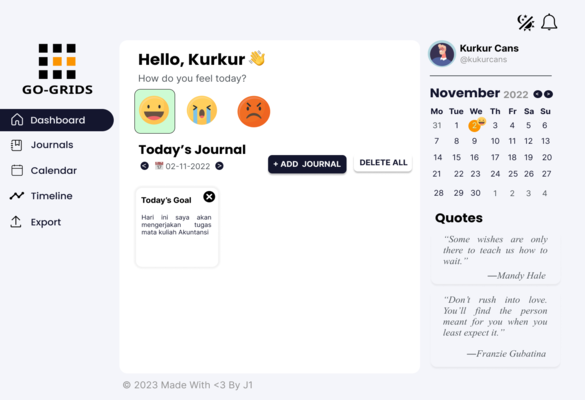 GO-GRIDS
Dashboard
Journals
Calendar
Timeline
Export
Hello, Kurkur
How do you feel today?
Today's Journal
02-11-2022
+ ADD JOURNAL
DELETE ALL
Today's Goal
Hari ini saya akan
mengerjakan tugas
mata kuliah Akuntansi
Kurkur Cans
@kukurcans
November 2022
Mo Tue We Th Fr Sa Su
31 1 2 3 4 5 6
7 8 9 10 11 12 13
14 15 16 17 18 19 20
21 22 23 24 25 26 27
28 29 30 1 2 3 4
Quotes
"Some wishes are only
there to teach us how to
wait."
—Mandy Hale
"Don't rush into love.
You'll find the person
meant for you when you
least expect it."
—Franzie Gubatina
© 2023 Made With <3 By J1